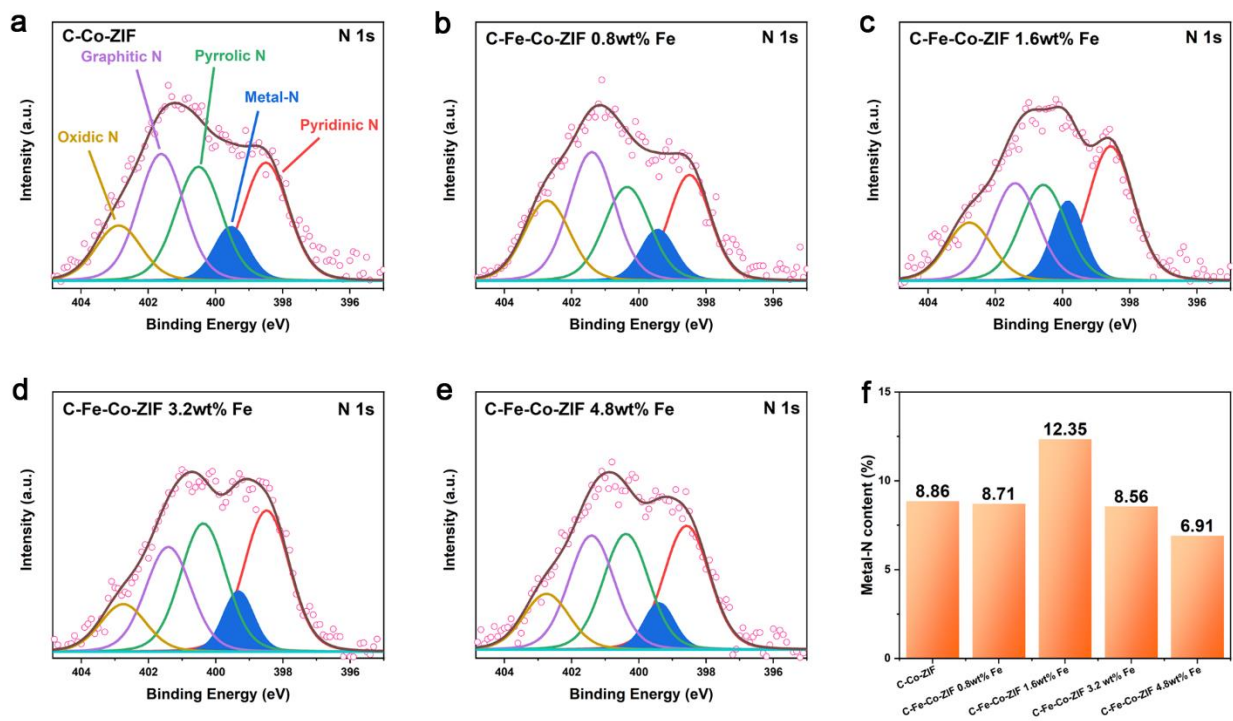 a
C-Co-ZIF
N 1s
Graphitic N
Pyrrolic N
Metal-N
Pyridinic N
Oxidic N
Intensity (a.u.)
404 402 400 398 396
Binding Energy (eV)
b
C-Fe-Co-ZIF 0.8wt% Fe
N 1s
Intensity (a.u.)
404 402 400 398 396
Binding Energy (eV)
c
C-Fe-Co-ZIF 1.6wt% Fe
N 1s
Intensity (a.u.)
404 402 400 398 396
Binding Energy (eV)
d
C-Fe-Co-ZIF 3.2wt% Fe
N 1s
Intensity (a.u.)
404 402 400 398 396
Binding Energy (eV)
e
C-Fe-Co-ZIF 4.8wt% Fe
N 1s
Intensity (a.u.)
404 402 400 398 396
Binding Energy (eV)
f
Metal-N content (%)
15
10
5
0
8.86
8.71
12.35
8.56
6.91
C-Co-ZIF
C-Fe-Co-ZIF 0.8wt% Fe
C-Fe-Co-ZIF 1.6wt% Fe
C-Fe-Co-ZIF 3.2 wt% Fe
C-Fe-Co-ZIF 4.8wt% Fe